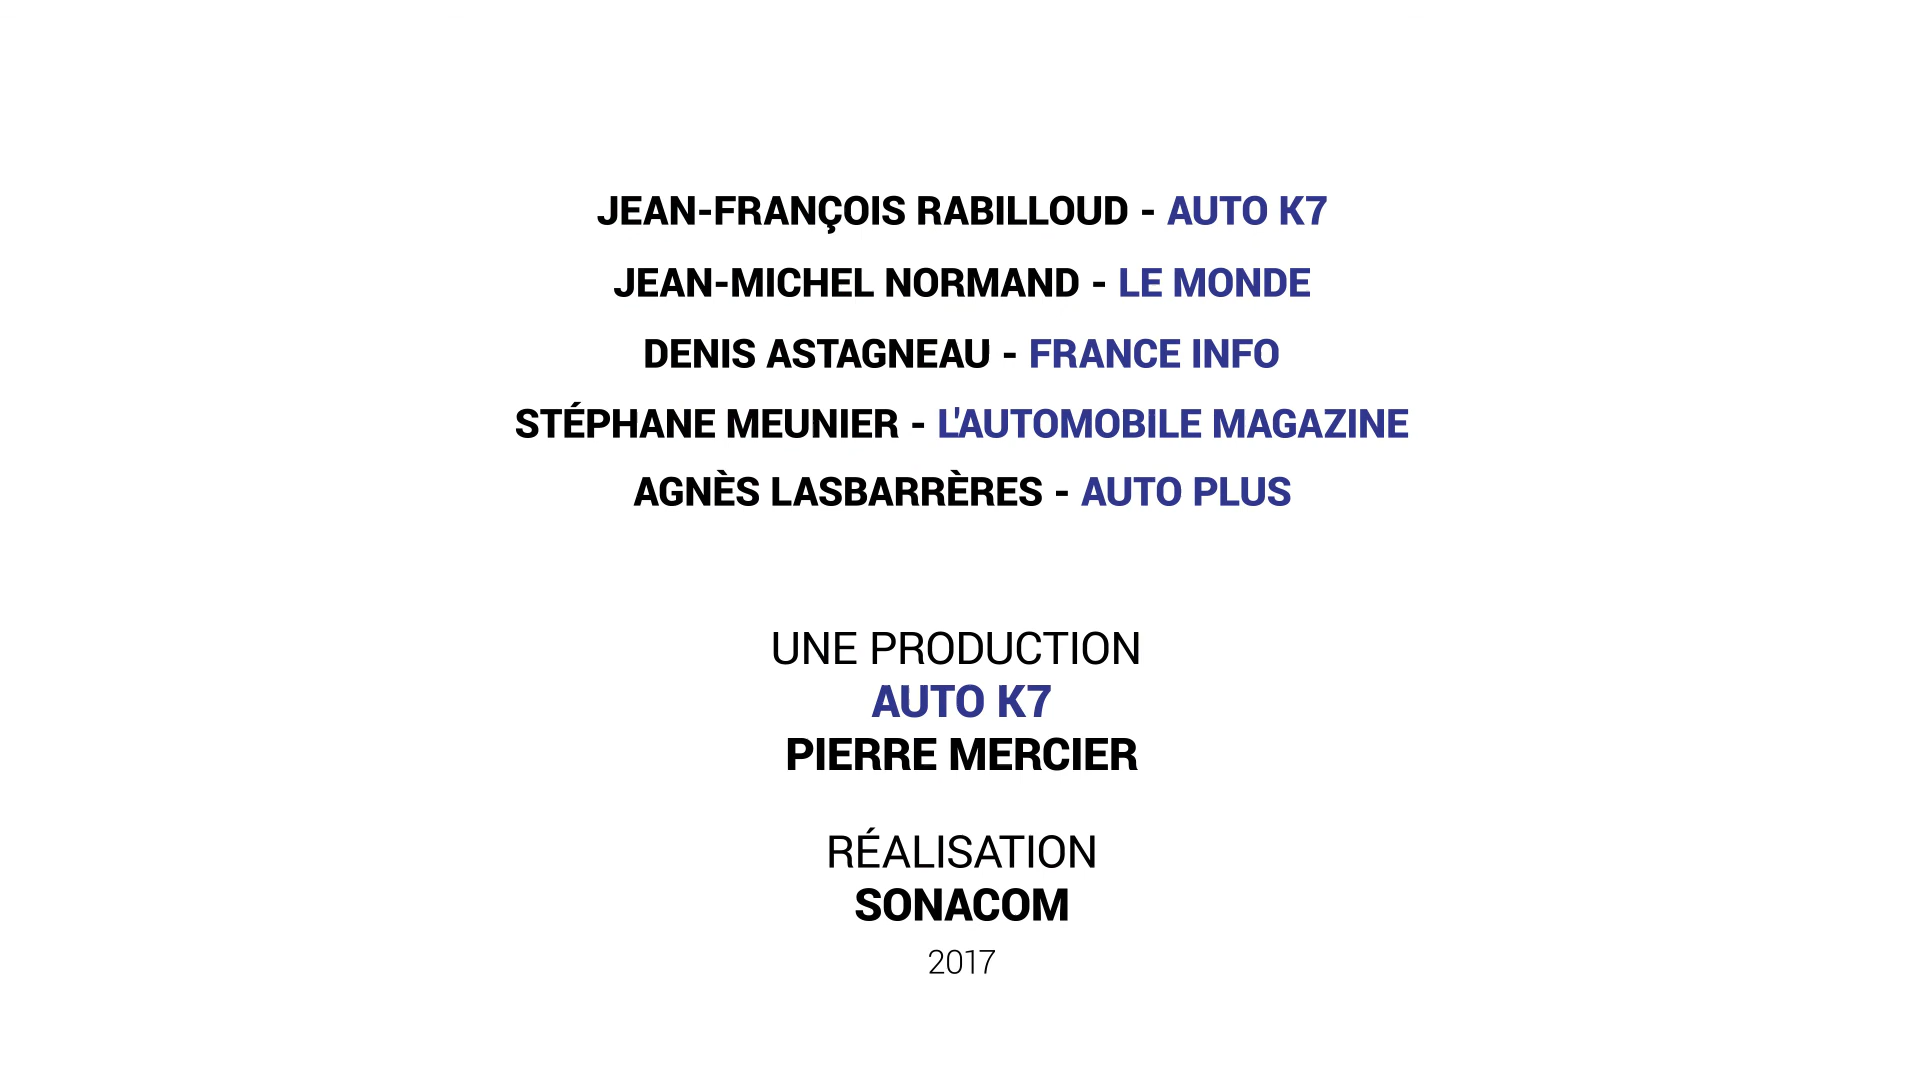 JEAN-FRANÇOIS RABILLOUD - AUTO K7
JEAN-MICHEL NORMAND - LE MONDE
DENIS ASTAGNEAU - FRANCE INFO
STÉPHANE MEUNIER - L'AUTOMOBILE MAGAZINE
AGNÈS LASBARRÈRES - AUTO PLUS
UNE PRODUCTION
AUTO K7
PIERRE MERCIER
RÉALISATION
SONACOM
2017